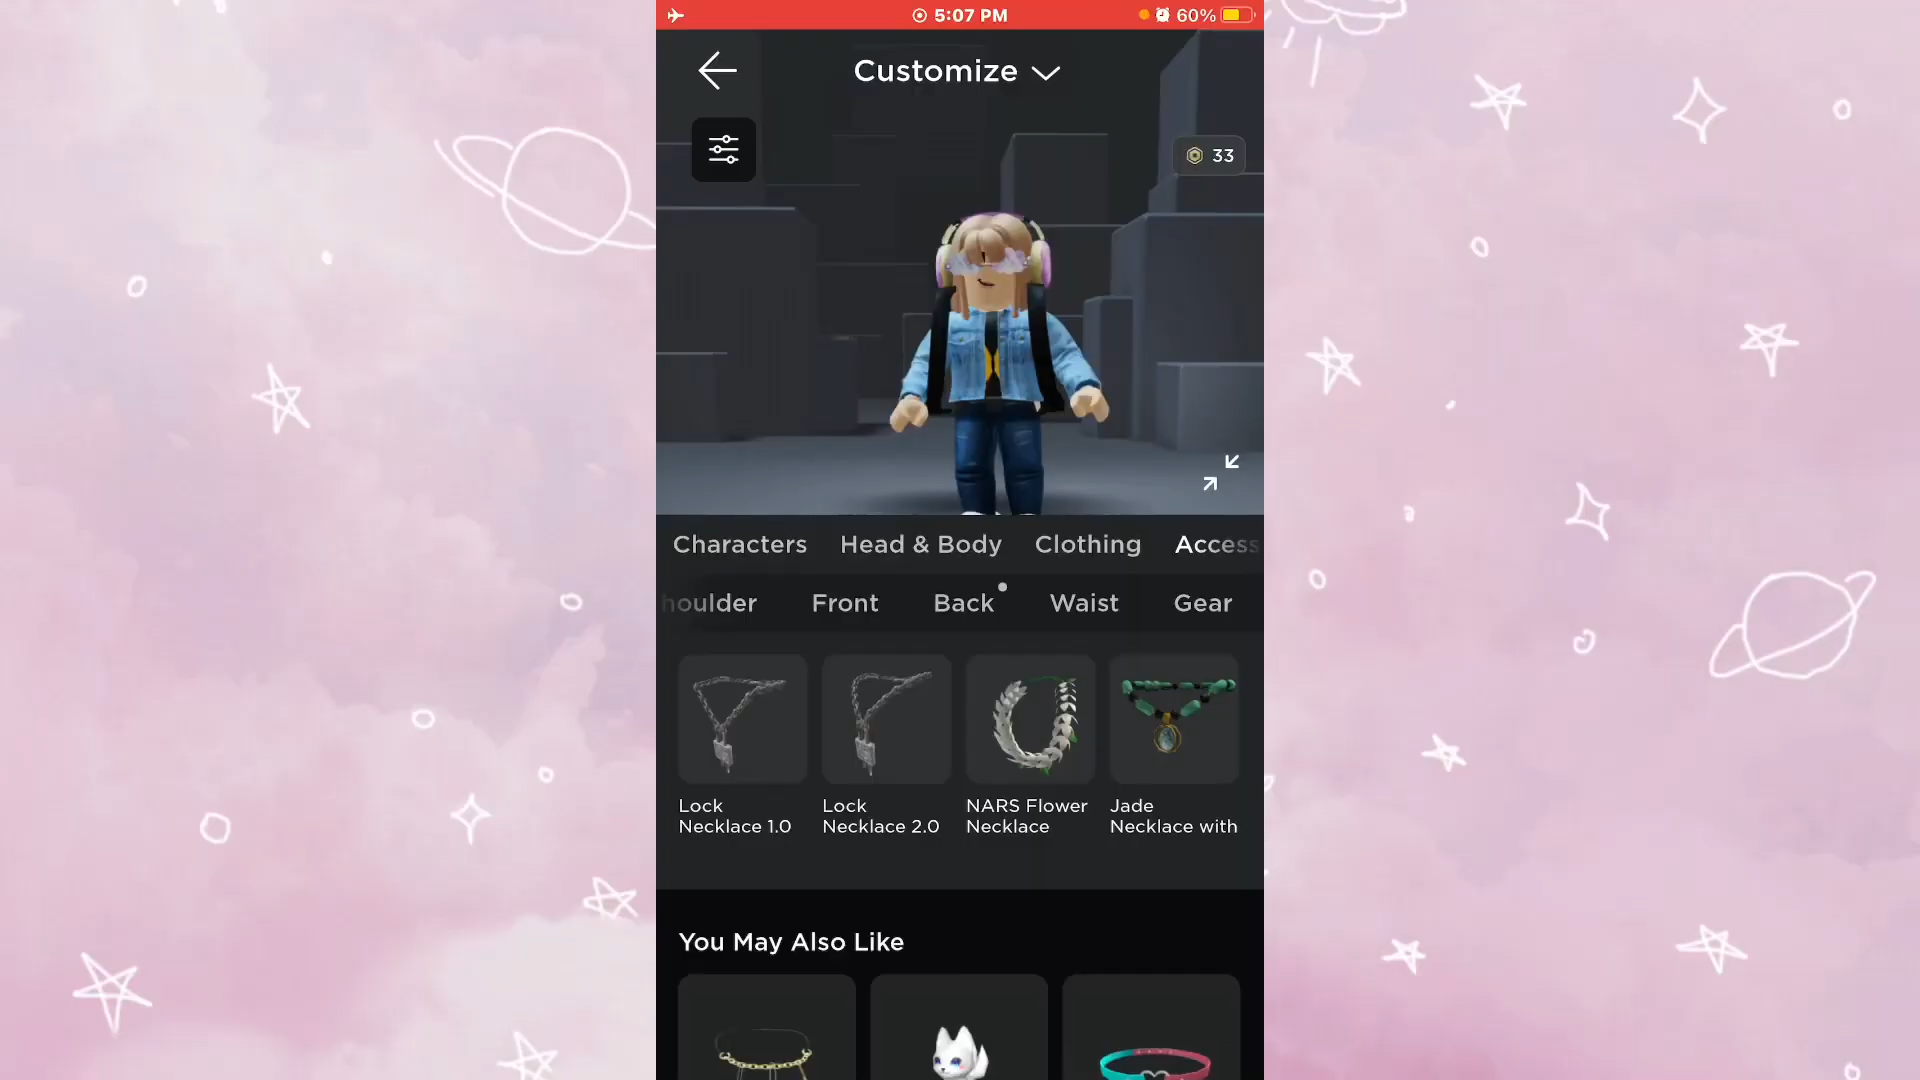 5:07 PM
60%
Customize
33
Characters Head & Body Clothing Access
houlder Front Back Waist Gear
Lock
Necklace 1.0
Lock
Necklace 2.0
NARS Flower
Necklace
Jade
Necklace with
You May Also Like